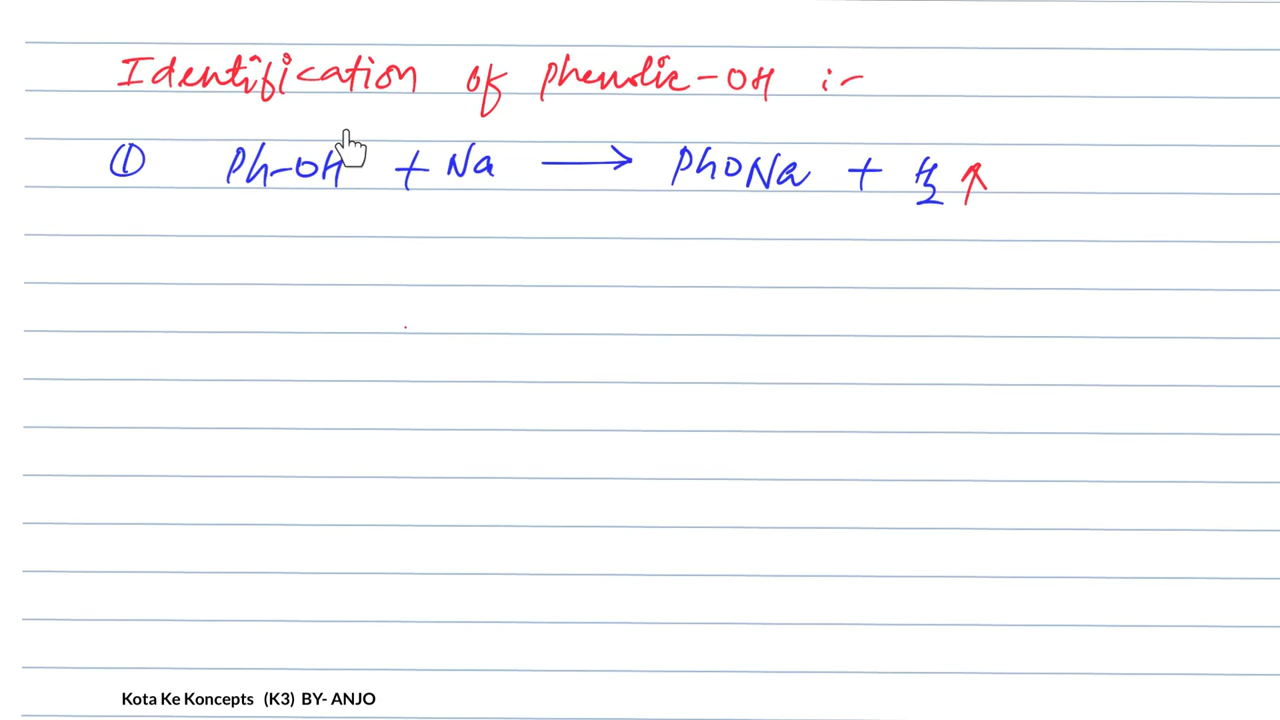 Identification of phenolic-OH :-
① Ph-OH + Na ⟶ PhONa + H₂ ↑
Kota Ke Koncepts (K3) BY- ANJO